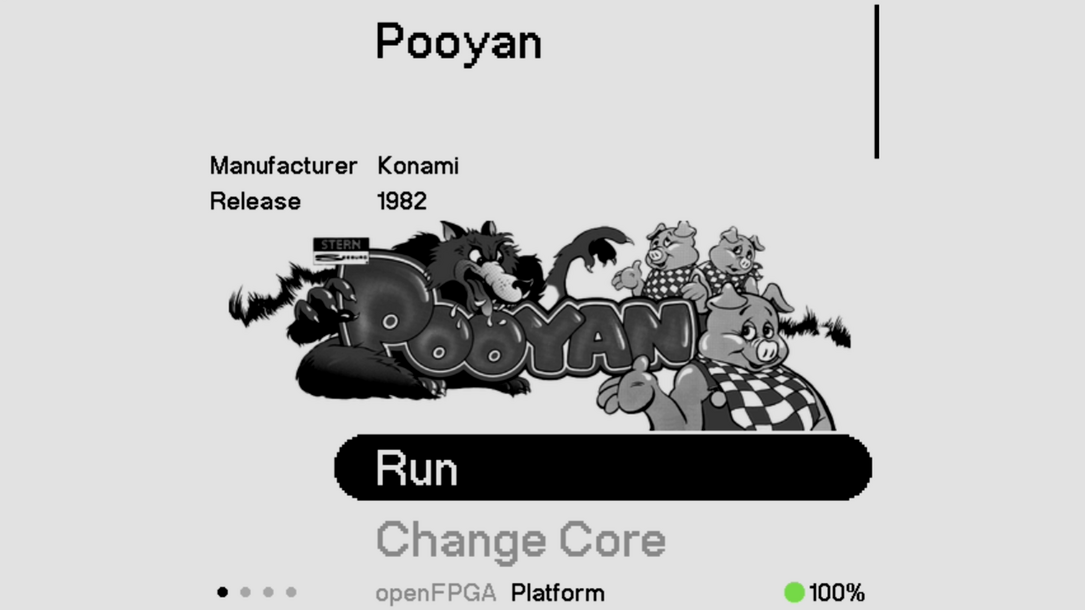 Pooyan
Manufacturer Konami
Release 1982
STERN
POOYAN
Run
Change Core
openFPGA Platform 100%